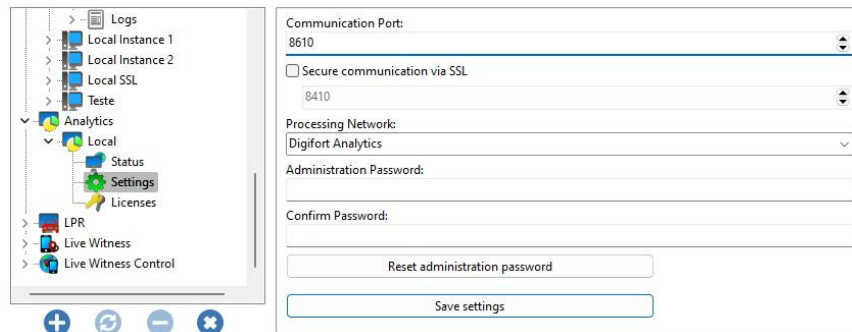 Logs
Local Instance 1
Local Instance 2
Local SSL
Teste
Analytics
Local
Status
Settings
Licenses
LPR
Live Witness
Live Witness Control
Communication Port:
8610
Secure communication via SSL
8410
Processing Network:
Digifort Analytics
Administration Password:
Confirm Password:
Reset administration password
Save settings